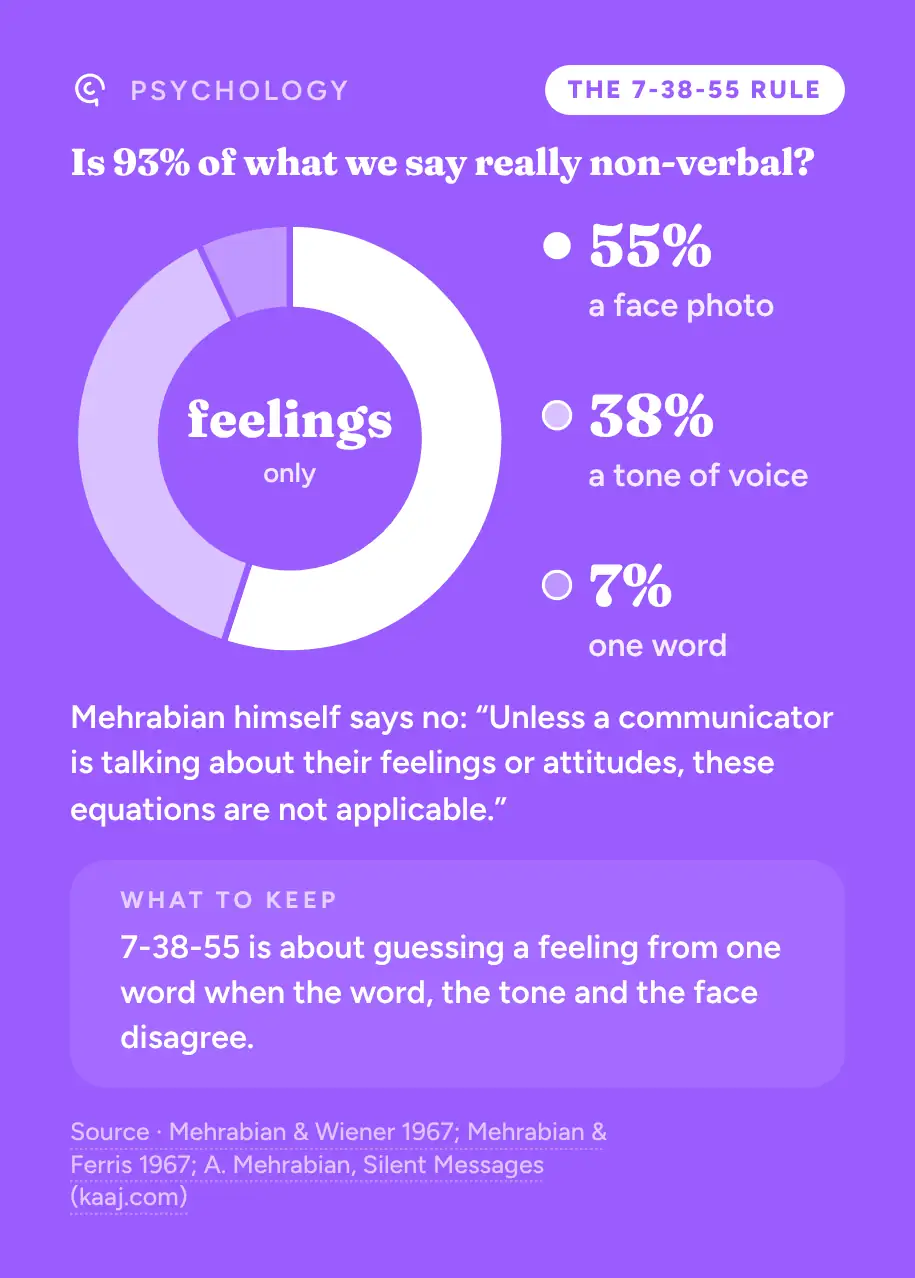 PSYCHOLOGY
THE 7-38-55 RULE
Is 93% of what we say really non-verbal?
feelings
only
55%
a face photo
38%
a tone of voice
7%
one word
Mehrabian himself says no: “Unless a communicator
is talking about their feelings or attitudes, these
equations are not applicable.”
WHAT TO KEEP
7-38-55 is about guessing a feeling from one
word when the word, the tone and the face
disagree.
Source · Mehrabian & Wiener 1967; Mehrabian &
Ferris 1967; A. Mehrabian, Silent Messages
(kaaj.com)